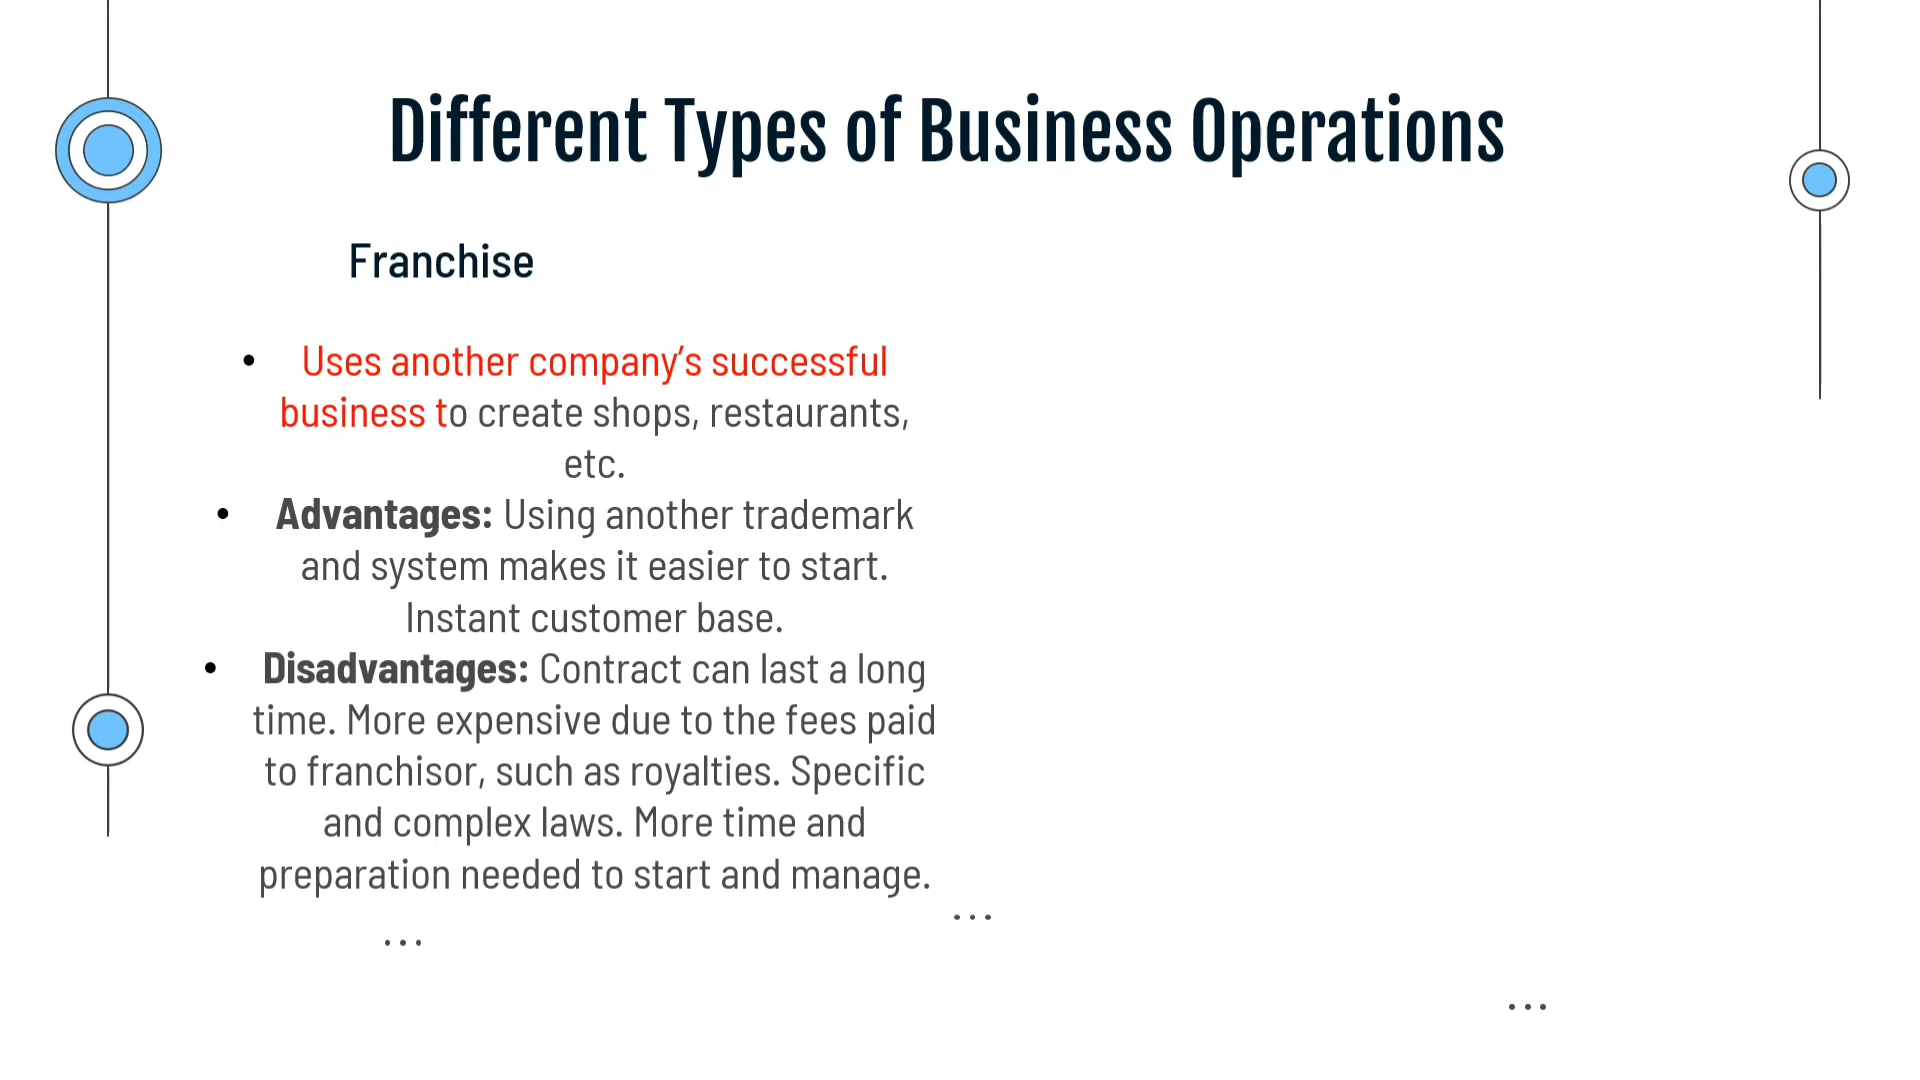 Different Types of Business Operations
Franchise
• Uses another company’s successful
business to create shops, restaurants,
etc.
• Advantages: Using another trademark
and system makes it easier to start.
Instant customer base.
• Disadvantages: Contract can last a long
time. More expensive due to the fees paid
to franchisor, such as royalties. Specific
and complex laws. More time and
preparation needed to start and manage.
...
...
...